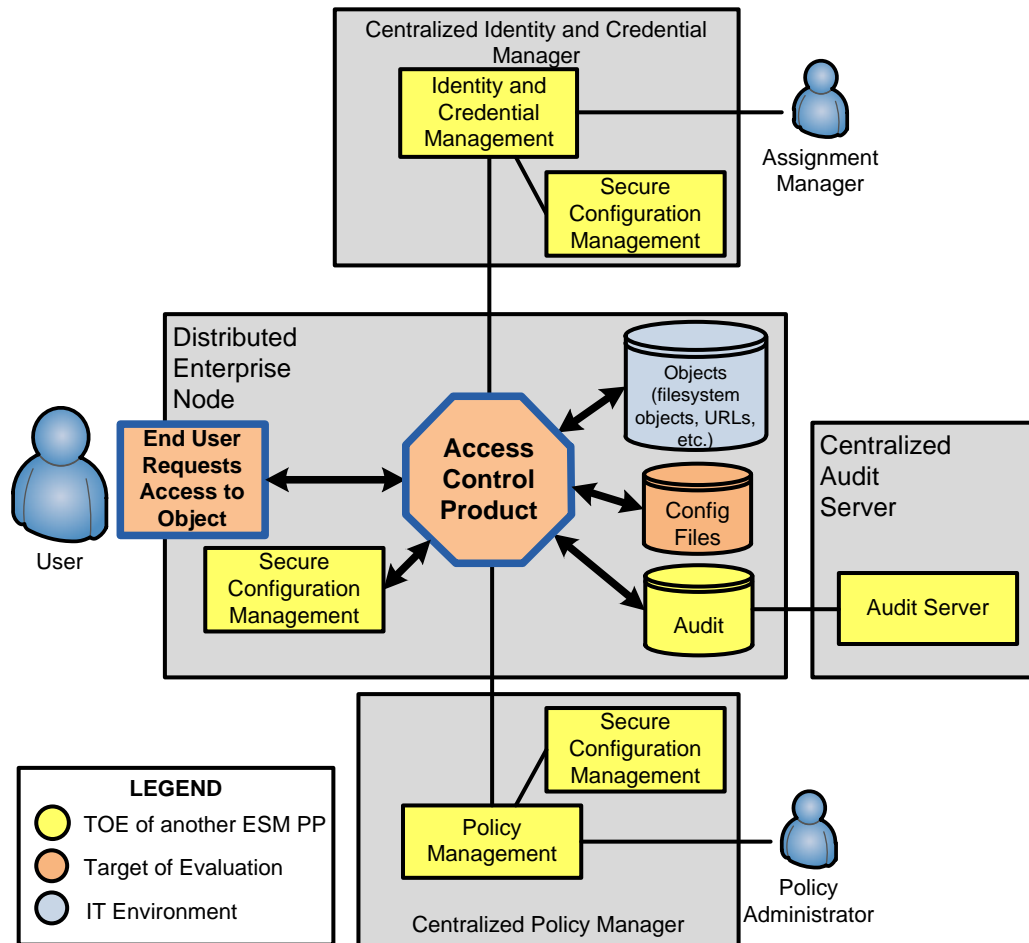 Centralized Identity and Credential
Manager
Identity and
Credential
Management
Secure
Configuration
Management
Assignment
Manager
Distributed
Enterprise
Node
Objects
(filesystem
objects, URLs,
etc.)
End User
Requests
Access to
Object
Access
Control
Product
Config
Files
Centralized
Audit
Server
User
Secure
Configuration
Management
Audit
Audit Server
Secure
Configuration
Management
Policy
Management
Centralized Policy Manager
Policy
Administrator
LEGEND
TOE of another ESM PP
Target of Evaluation
IT Environment